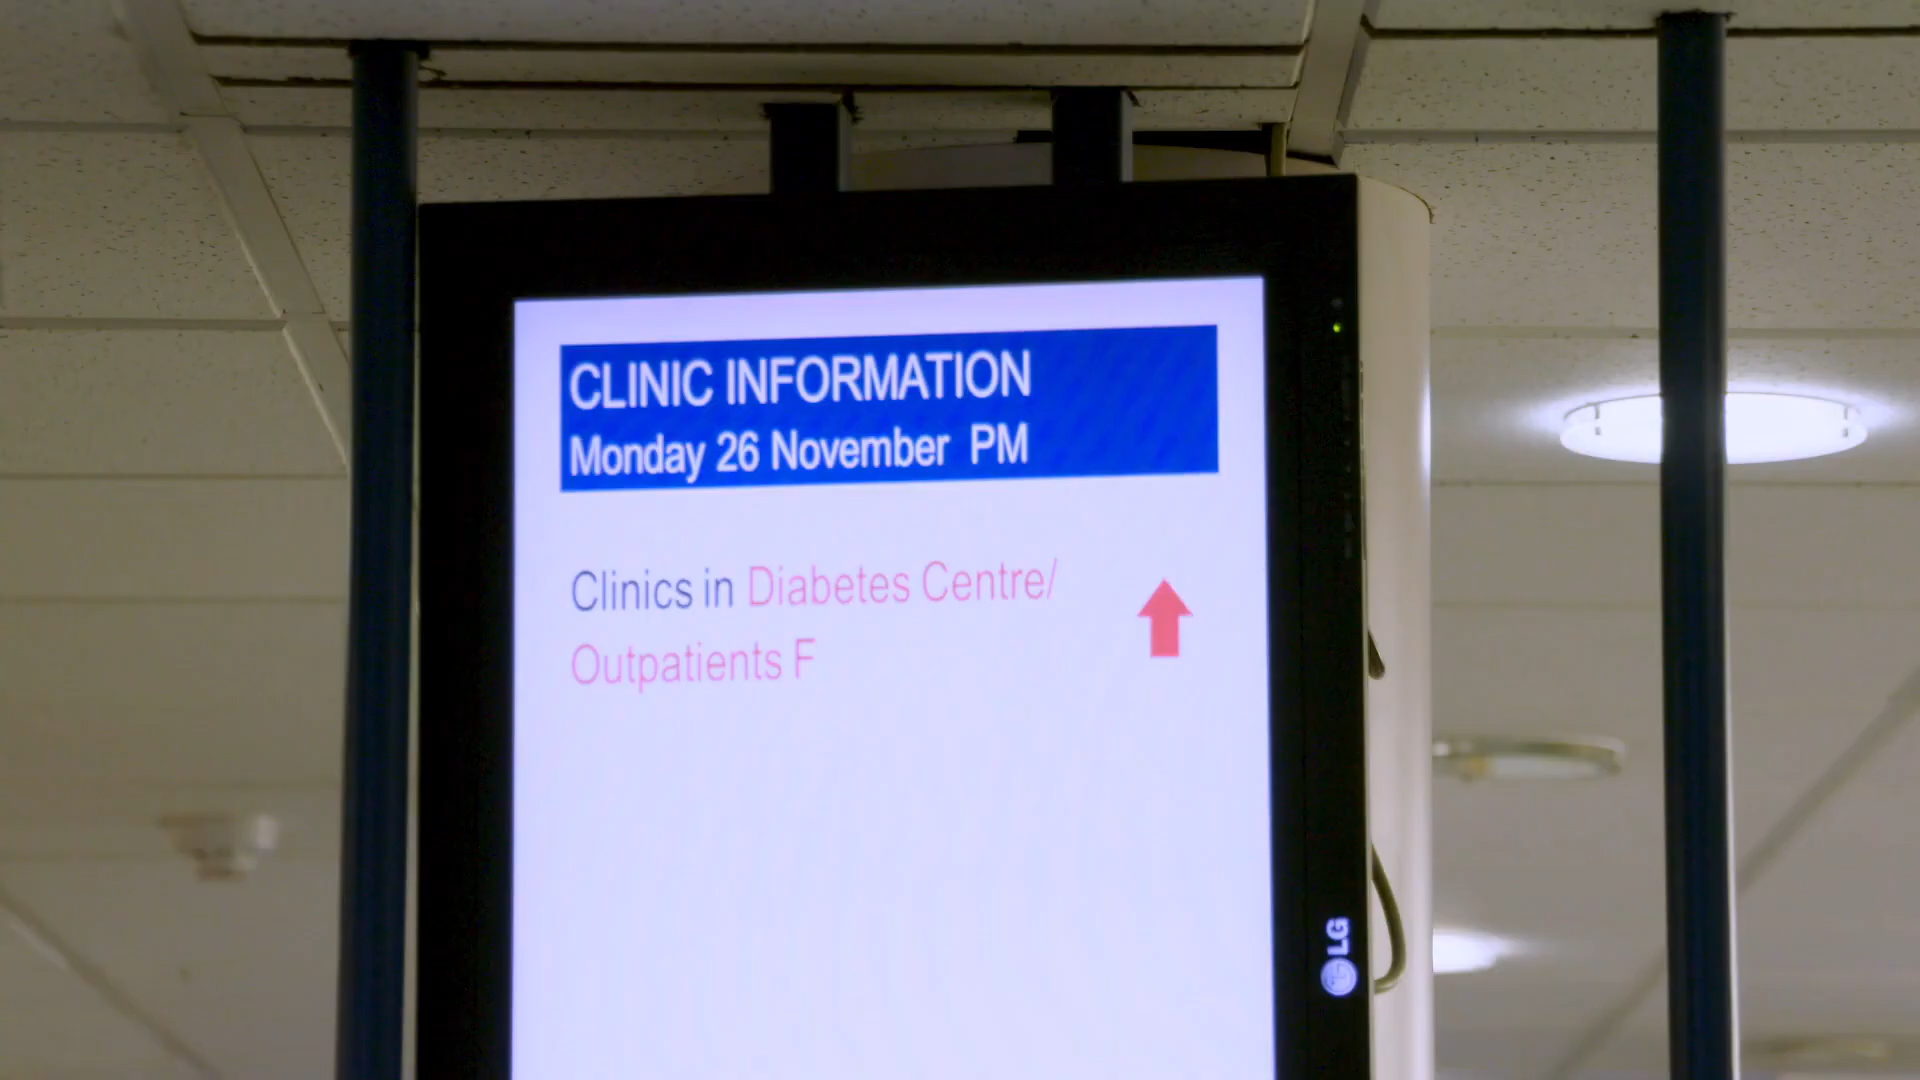 CLINIC INFORMATION
Monday 26 November PM
Clinics in Diabetes Centre/
Outpatients F
LG